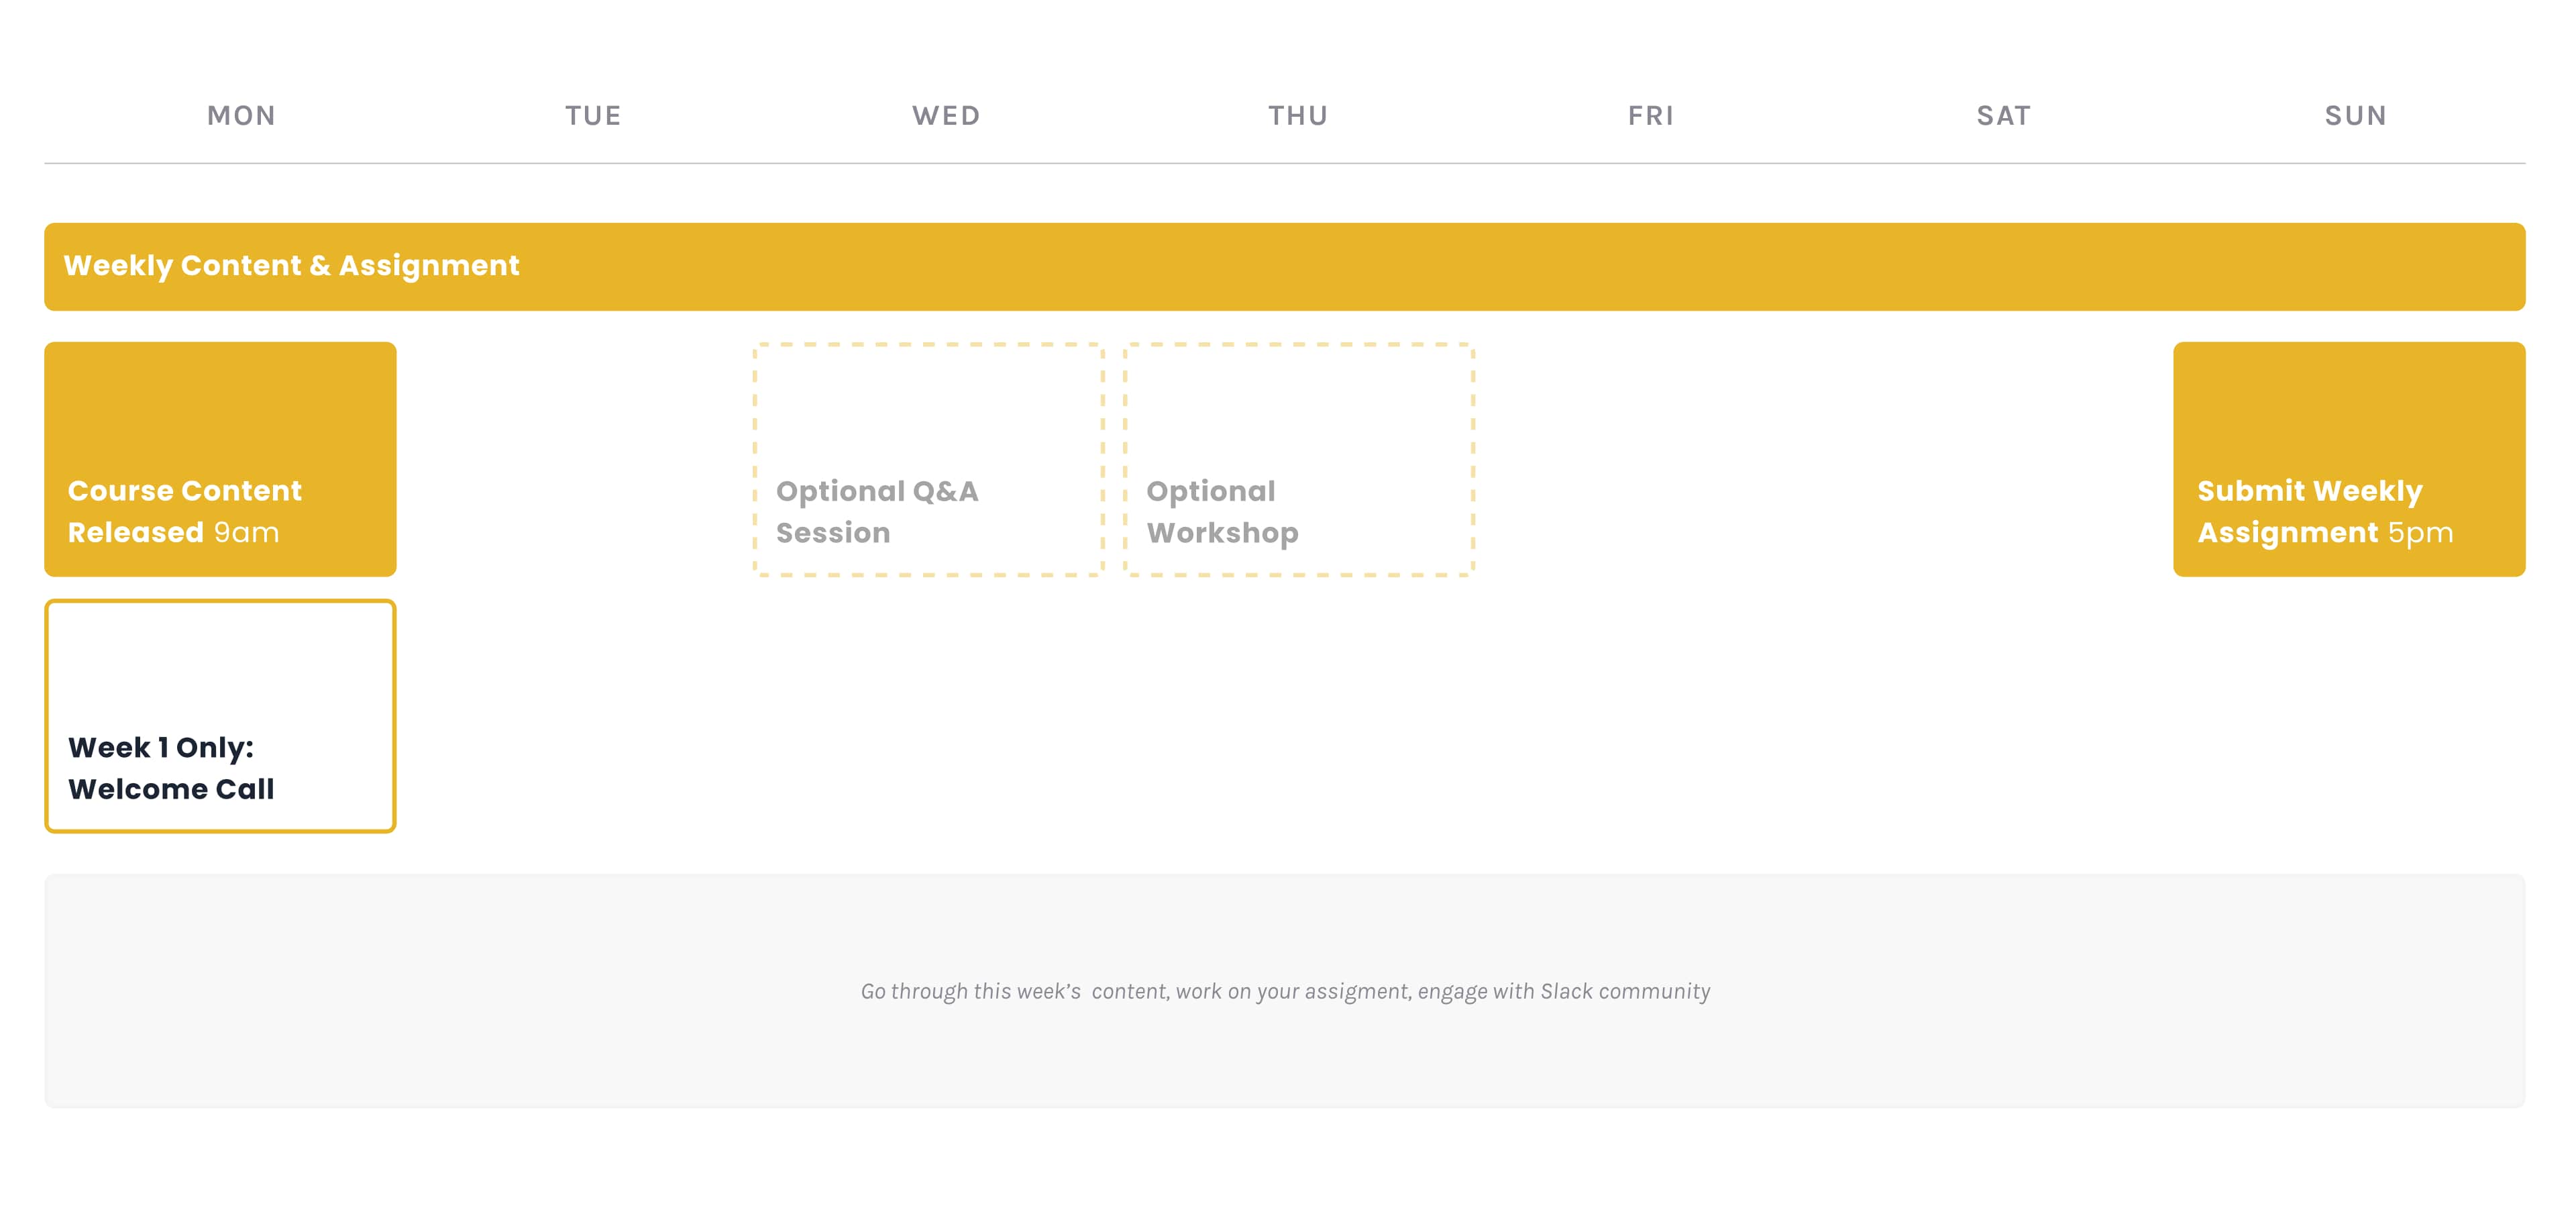 MON TUE WED THU FRI SAT SUN
Weekly Content & Assignment
Course Content
Released 9am
Optional Q&A
Session
Optional
Workshop
Submit Weekly
Assignment 5pm
Week 1 Only:
Welcome Call
Go through this week’s  content, work on your assigment, engage with Slack community